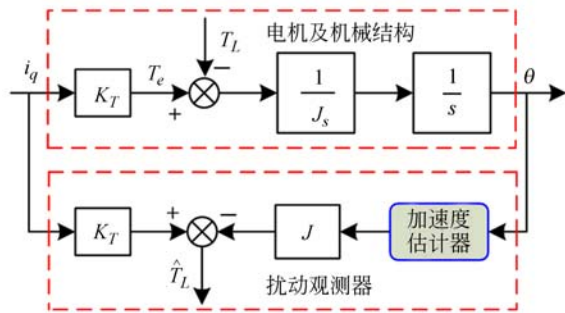 电机及机械结构
T_L
−
i_q
K_T
T_e
+
1
J_s
1
s
θ
K_T
+
−
J
加速度
估计器
T̂_L
扰动观测器